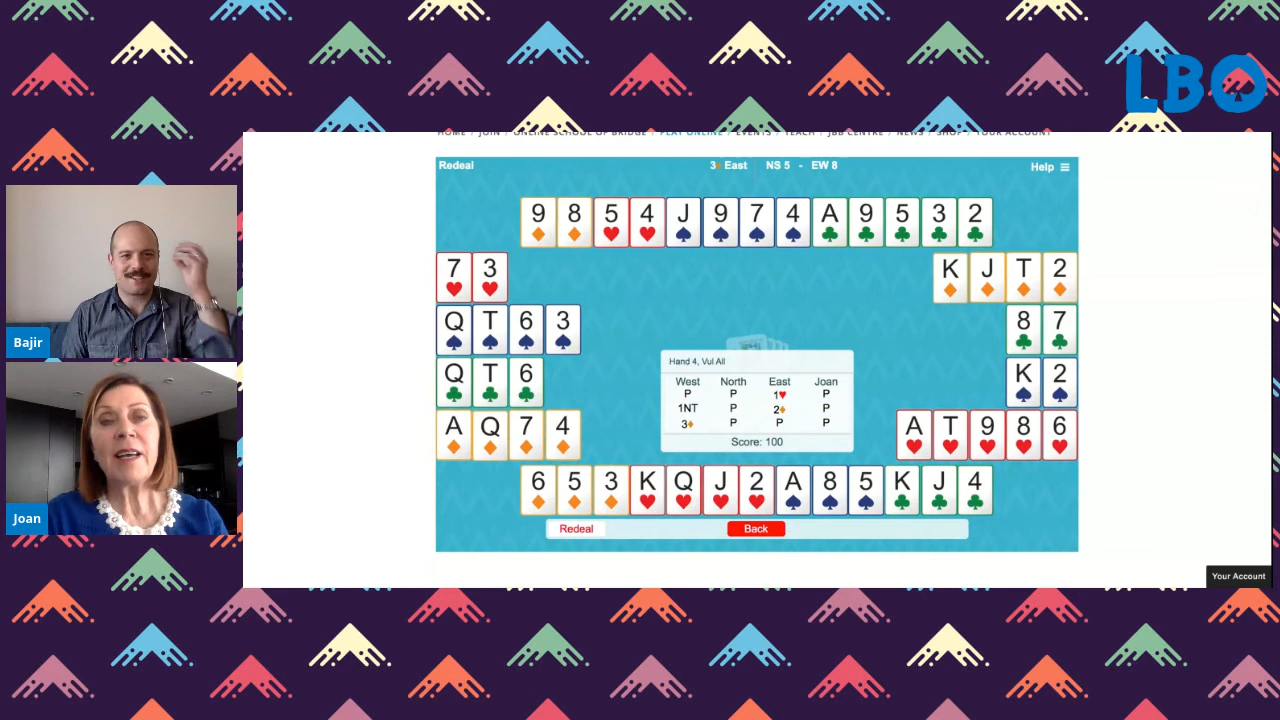 LBO
HOME / JOIN / ONLINE SCHOOL OF BRIDGE / PLAY ONLINE / EVENTS / TEACH / JBB CENTRE / NEWS / SHOP / YOUR ACCOUNT
Redeal 3♦ East NS 5 - EW 8 Help
9♦ 8♦ 5♥ 4♥ J♠ 9♠ 7♠ 4♠ A♣ 9♣ 5♣ 3♣ 2♣
7♥ 3♥
K♦ J♦ T♦ 2♦
Q♠ T♠ 6♠ 3♠
8♣ 7♣
Q♣ T♣ 6♣
K♠ 2♠
A♦ Q♦ 7♦ 4♦
A♥ T♥ 9♥ 8♥ 6♥
Hand 4, Vul All
West North East Joan
P P 1♥ P
1NT P 2♦ P
3♦ P P P
Score: 100
6♦ 5♦ 3♦ K♥ Q♥ J♥ 2♥ A♠ 8♠ 5♠ K♣ J♣ 4♣
Redeal Back
Your Account
Bajir
Joan